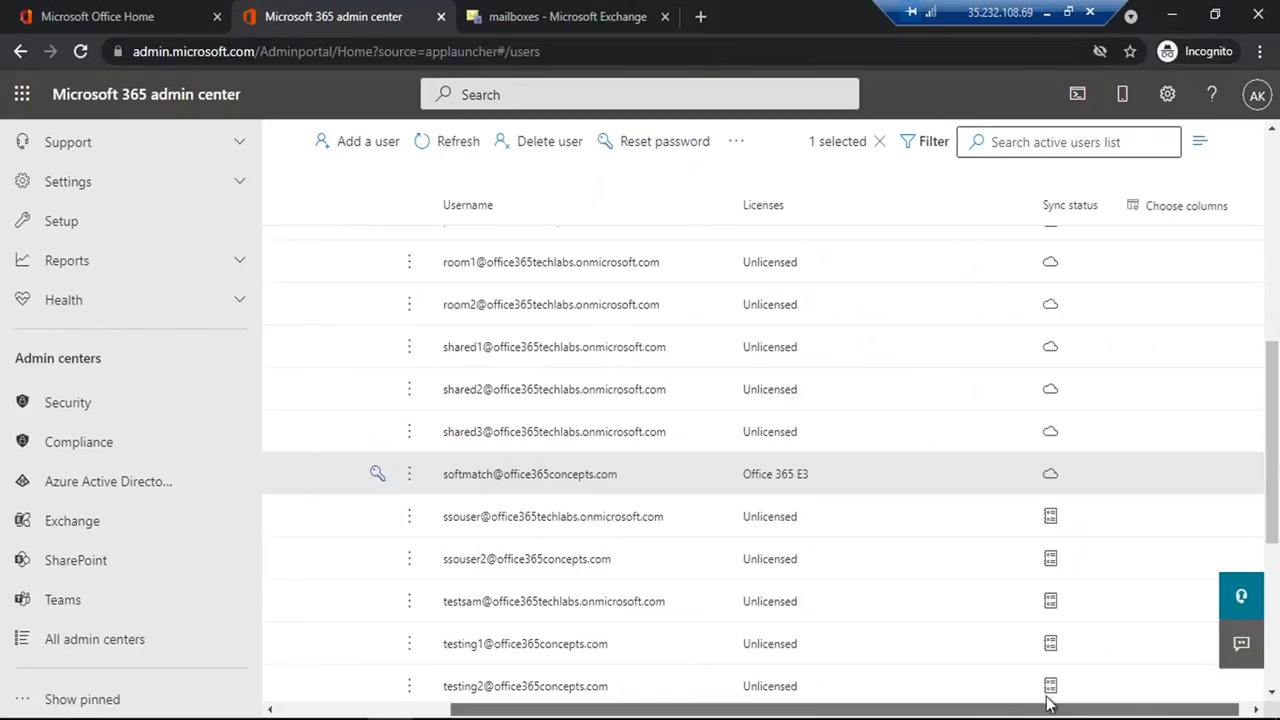 Microsoft Office Home
Microsoft 365 admin center
mailboxes - Microsoft Exchange
35.232.108.69
admin.microsoft.com/Adminportal/Home?source=applauncher#/users
Incognito
Microsoft 365 admin center
Search
AK
Support
Settings
Setup
Reports
Health
Admin centers
Security
Compliance
Azure Active Directo...
Exchange
SharePoint
Teams
All admin centers
Show pinned
Add a user
Refresh
Delete user
Reset password
1 selected
Filter
Search active users list
Username Licenses Sync status Choose columns
room1@office365techlabs.onmicrosoft.com Unlicensed
room2@office365techlabs.onmicrosoft.com Unlicensed
shared1@office365techlabs.onmicrosoft.com Unlicensed
shared2@office365techlabs.onmicrosoft.com Unlicensed
shared3@office365techlabs.onmicrosoft.com Unlicensed
softmatch@office365concepts.com Office 365 E3
ssouser@office365techlabs.onmicrosoft.com Unlicensed
ssouser2@office365concepts.com Unlicensed
testsam@office365techlabs.onmicrosoft.com Unlicensed
testing1@office365concepts.com Unlicensed
testing2@office365concepts.com Unlicensed